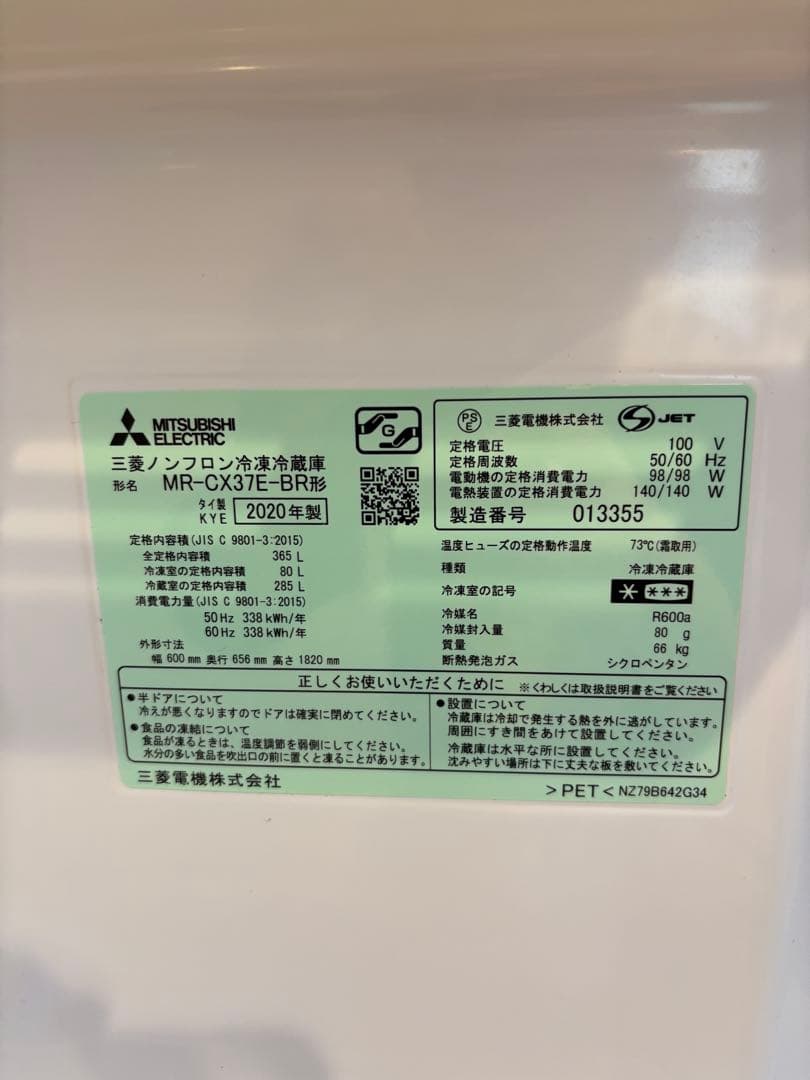 MITSUBISHI
ELECTRIC
三菱ノンフロン冷凍冷蔵庫
形名 MR-CX37E-BR形
タイ製
KYE
2020年製
G
定格内容積(JIS C 9801-3:2015)
全定格内容積 365 L
冷凍室の定格内容積 80 L
冷蔵室の定格内容積 285 L
消費電力量(JIS C 9801-3:2015)
50Hz 338 kWh/年
60Hz 338 kWh/年
外形寸法
幅 600 mm 奥行 656 mm 高さ 1820 mm
PS
E
三菱電機株式会社
JET
定格電圧 100 V
定格周波数 50/60 Hz
電動機の定格消費電力 98/98 W
電熱装置の定格消費電力 140/140 W
製造番号 013355
温度ヒューズの定格動作温度 73℃(霜取用)
種類 冷凍冷蔵庫
冷凍室の記号 * ***
冷媒名 R600a
冷媒封入量 80 g
質量 66 kg
断熱発泡ガス シクロペンタン
正しくお使いいただくために ※くわしくは取扱説明書をご覧ください
●半ドアについて
冷えが悪くなりますのでドアは確実に閉めてください。
●食品の凍結について
食品が凍るときは、温度調節を弱側にしてください。
水分の多い食品を吹出口の前に置くと凍ることがあります。
●設置について
冷蔵庫は冷却で発生する熱を外に逃がしています。
周囲にすき間をあけて設置してください。
冷蔵庫は水平な所に設置してください。
沈みやすい場所は下に丈夫な板を敷いてください。
三菱電機株式会社
>PET< NZ79B642G34